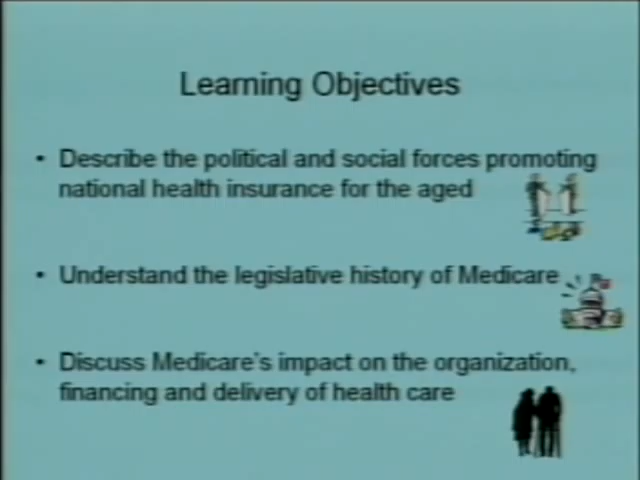 Learning Objectives
• Describe the political and social forces promoting
national health insurance for the aged
• Understand the legislative history of Medicare
• Discuss Medicare's impact on the organization,
financing and delivery of health care